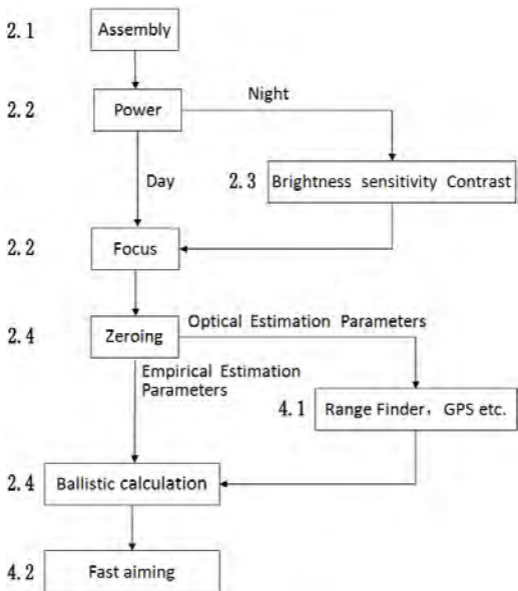 2.1 Assembly
2.2 Power
Night
Day
2.3 Brightness sensitivity Contrast
2.2 Focus
2.4 Zeroing
Optical Estimation Parameters
Empirical Estimation
Parameters
4.1 Range Finder，GPS etc.
2.4 Ballistic calculation
4.2 Fast aiming